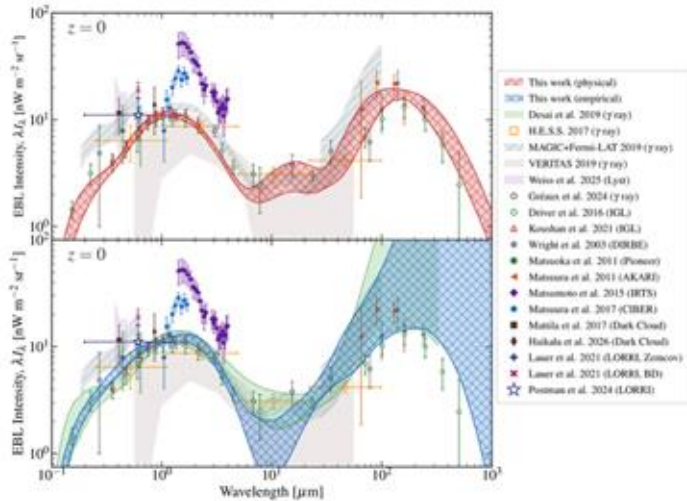 z = 0
10²
10¹
10⁰
EBL Intensity, λI_λ [nW m⁻² sr⁻¹]
z = 0
10²
10¹
10⁰
EBL Intensity, λI_λ [nW m⁻² sr⁻¹]
10⁻¹ 10⁰ 10¹ 10² 10³
Wavelength [μm]
This work (physical)
This work (empirical)
Desai et al. 2019 (γ ray)
H.E.S.S. 2017 (γ ray)
MAGIC+Fermi-LAT 2019 (γ ray)
VERITAS 2019 (γ ray)
Weiss et al. 2025 (Lyα)
Gréaux et al. 2024 (γ ray)
Driver et al. 2016 (IGL)
Koushan et al. 2021 (IGL)
Wright et al. 2003 (DIRBE)
Matsuoka et al. 2011 (Pioneer)
Matsuura et al. 2011 (AKARI)
Matsumoto et al. 2015 (IRTS)
Matsuura et al. 2017 (CIBER)
Mattila et al. 2017 (Dark Cloud)
Haikala et al. 2026 (Dark Cloud)
Lauer et al. 2021 (LORRI, Zemcov)
Lauer et al. 2021 (LORRI, BD)
Postman et al. 2024 (LORRI)